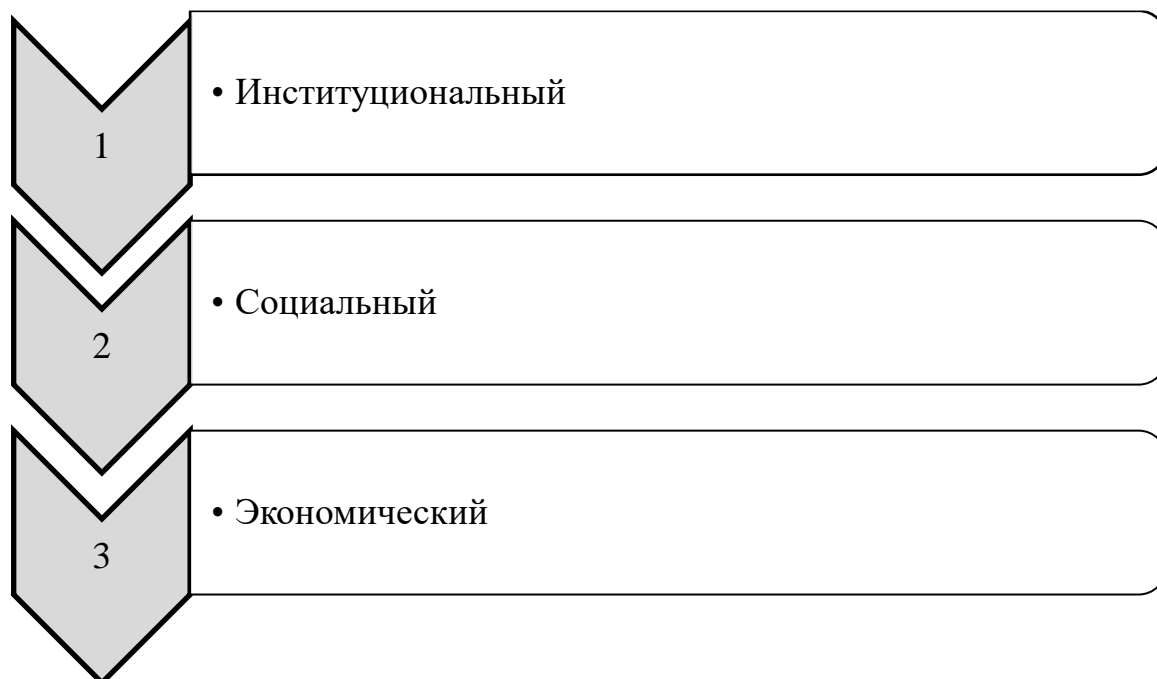 1
• Институциональный
2
• Социальный
3
• Экономический